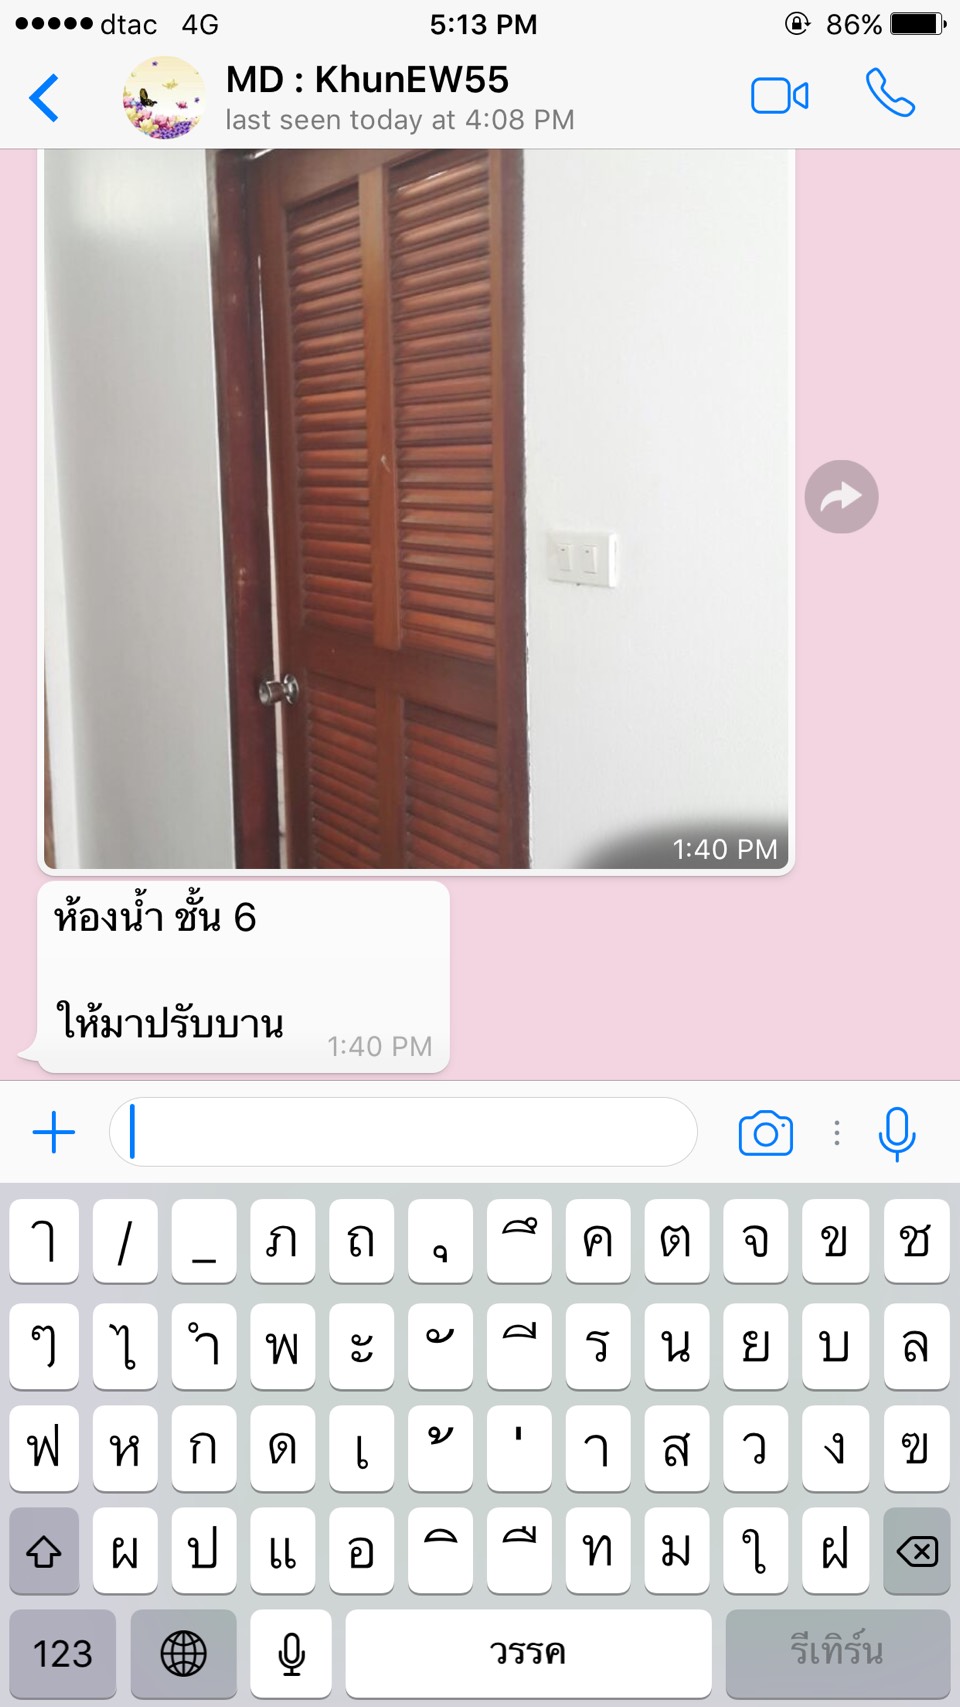 dtac 4G 5:13 PM 86%
MD : KhunEW55
last seen today at 4:08 PM
1:40 PM
ห้องน้ำ ชั้น 6
ให้มาปรับบาน
1:40 PM
ๅ / _ ภ ถ ุ ึ ค ต จ ข ช
ๆ ไ ำ พ ะ ั ี ร น ย บ ล
ฟ ห ก ด เ ้ ่ า ส ว ง ฃ
ผ ป แ อ ิ ื ท ม ใ ฝ
123 วรรค รีเทิร์น